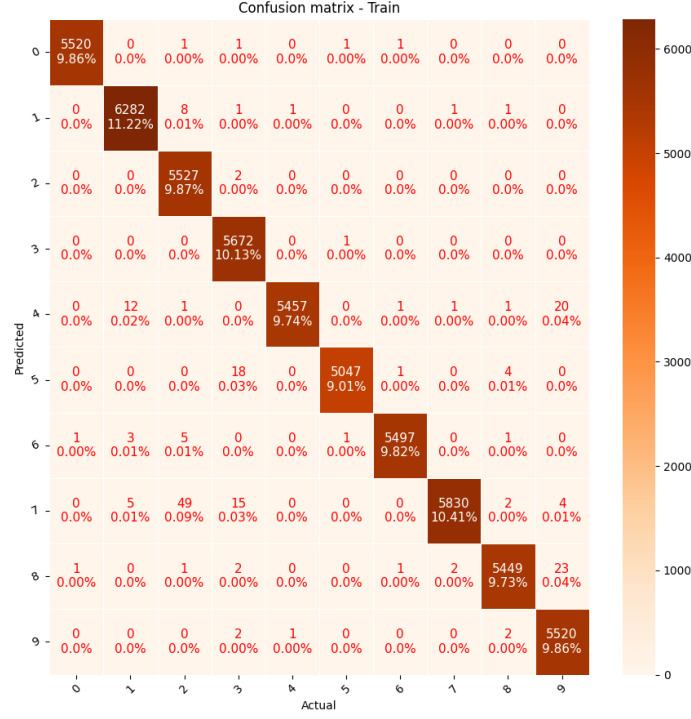 Confusion matrix - Train
0 5520 0 1 1 0 1 1 0 0 0
9.86% 0.0% 0.00% 0.00% 0.0% 0.00% 0.00% 0.0% 0.0% 0.0%
1 0 6282 8 1 1 0 0 1 1 0
0.0% 11.22% 0.01% 0.00% 0.00% 0.0% 0.0% 0.00% 0.00% 0.0%
2 0 0 5527 2 0 0 0 0 0 0
0.0% 0.0% 9.87% 0.00% 0.0% 0.0% 0.0% 0.0% 0.0% 0.0%
3 0 0 0 5672 0 1 0 0 0 0
0.0% 0.0% 0.0% 10.13% 0.0% 0.00% 0.0% 0.0% 0.0% 0.0%
4 0 12 1 0 5457 0 1 1 1 20
0.0% 0.02% 0.00% 0.0% 9.74% 0.0% 0.00% 0.00% 0.00% 0.04%
Predicted
5 0 0 0 18 0 5047 1 0 4 0
0.0% 0.0% 0.0% 0.03% 0.0% 9.01% 0.00% 0.0% 0.01% 0.0%
6 1 3 5 0 0 1 5497 0 1 0
0.00% 0.01% 0.01% 0.0% 0.0% 0.00% 9.82% 0.0% 0.00% 0.0%
7 0 5 49 15 0 0 0 5830 2 4
0.0% 0.01% 0.09% 0.03% 0.0% 0.0% 0.0% 10.41% 0.00% 0.01%
8 1 0 1 2 0 0 1 2 5449 23
0.00% 0.0% 0.00% 0.00% 0.0% 0.0% 0.00% 0.00% 9.73% 0.04%
9 0 0 0 2 1 0 0 0 2 5520
0.0% 0.0% 0.0% 0.00% 0.00% 0.0% 0.0% 0.0% 0.00% 9.86%
0 1 2 3 4 5 6 7 8 9
Actual
6000
5000
4000
3000
2000
1000
0